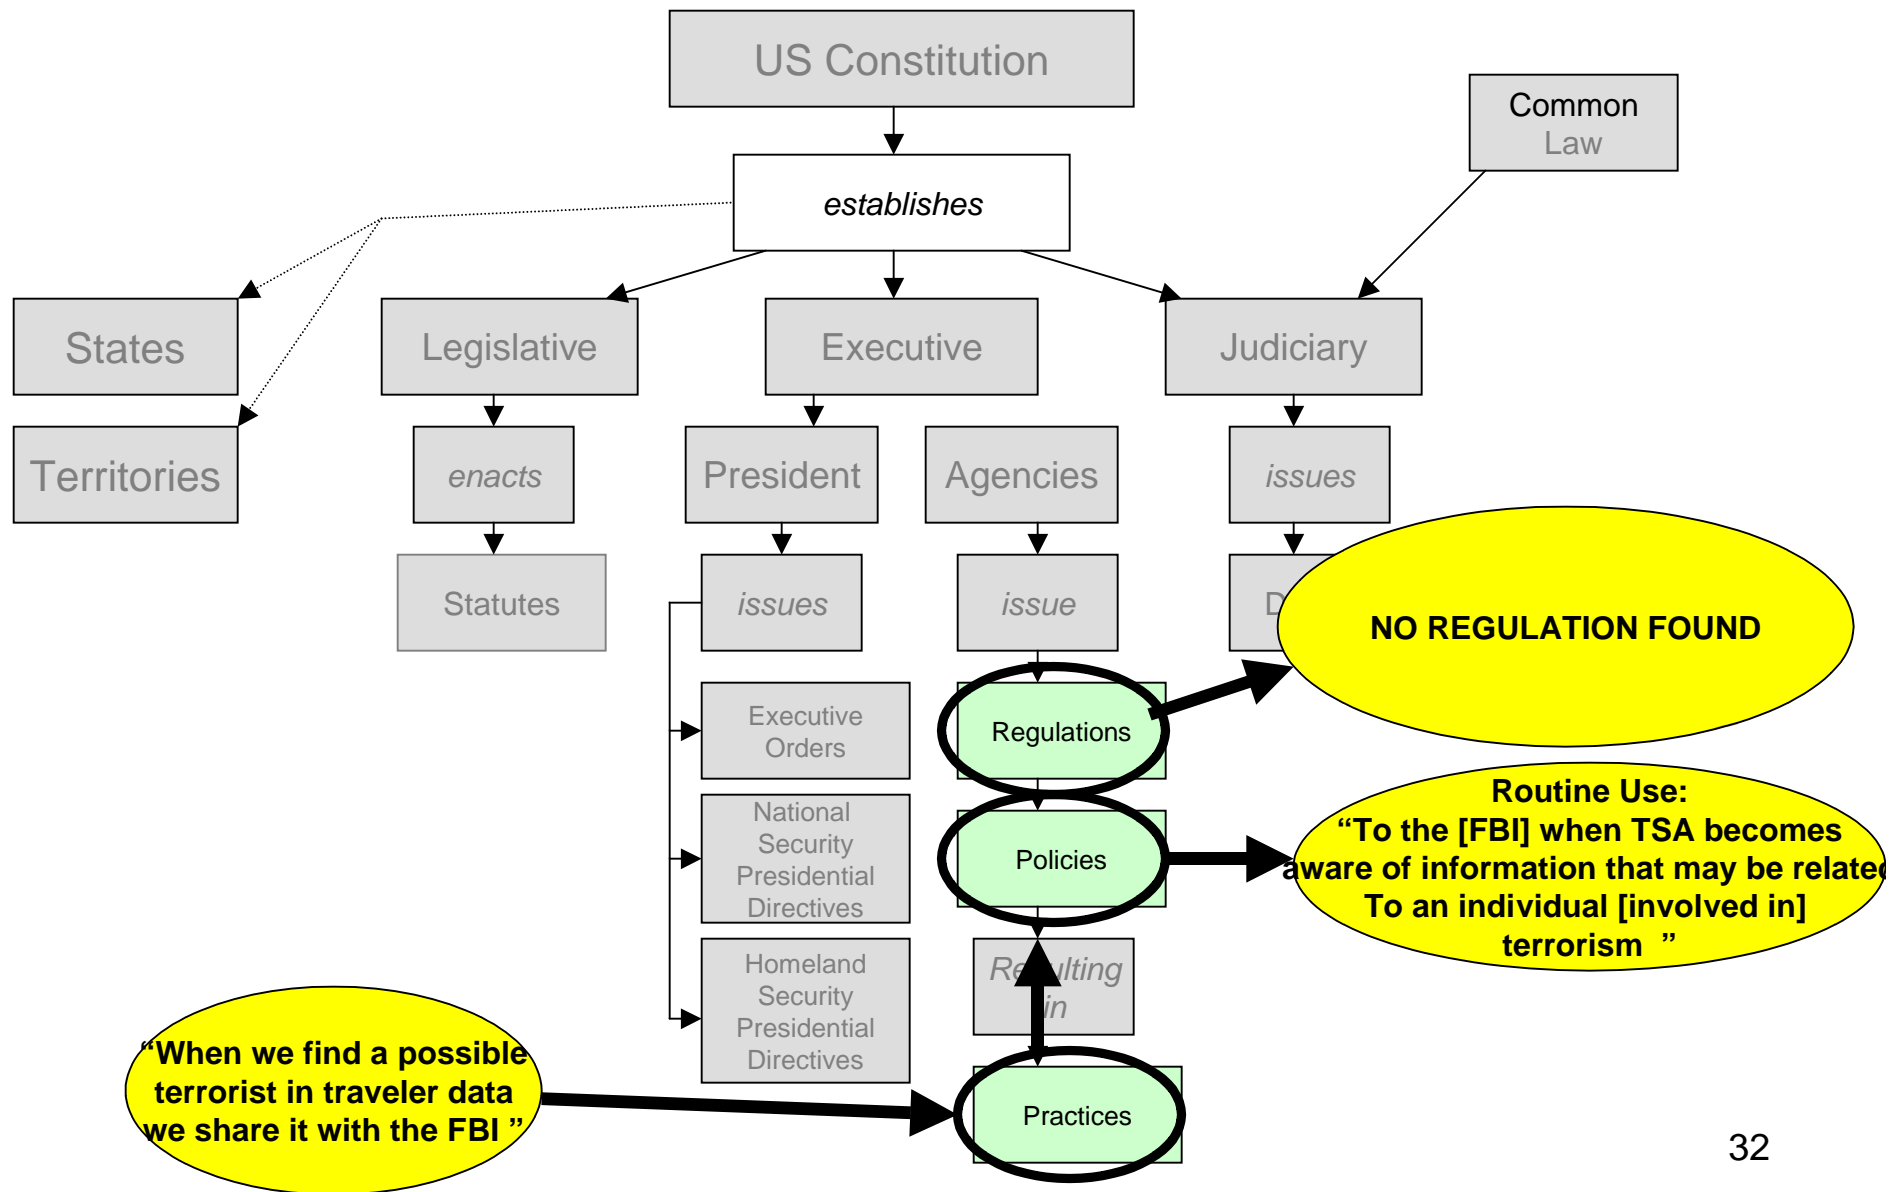 US Constitution
Common
Law
establishes
States
Legislative
Executive
Judiciary
Territories
enacts
President
Agencies
issues
Statutes
issues
issue
NO REGULATION FOUND
Executive
Orders
Regulations
National
Security
Presidential
Directives
Policies
Routine Use:
“To the [FBI] when TSA becomes
aware of information that may be related
To an individual [involved in]
terrorism ”
Homeland
Security
Presidential
Directives
Resulting
in
“When we find a possible
terrorist in traveler data
we share it with the FBI ”
Practices
32